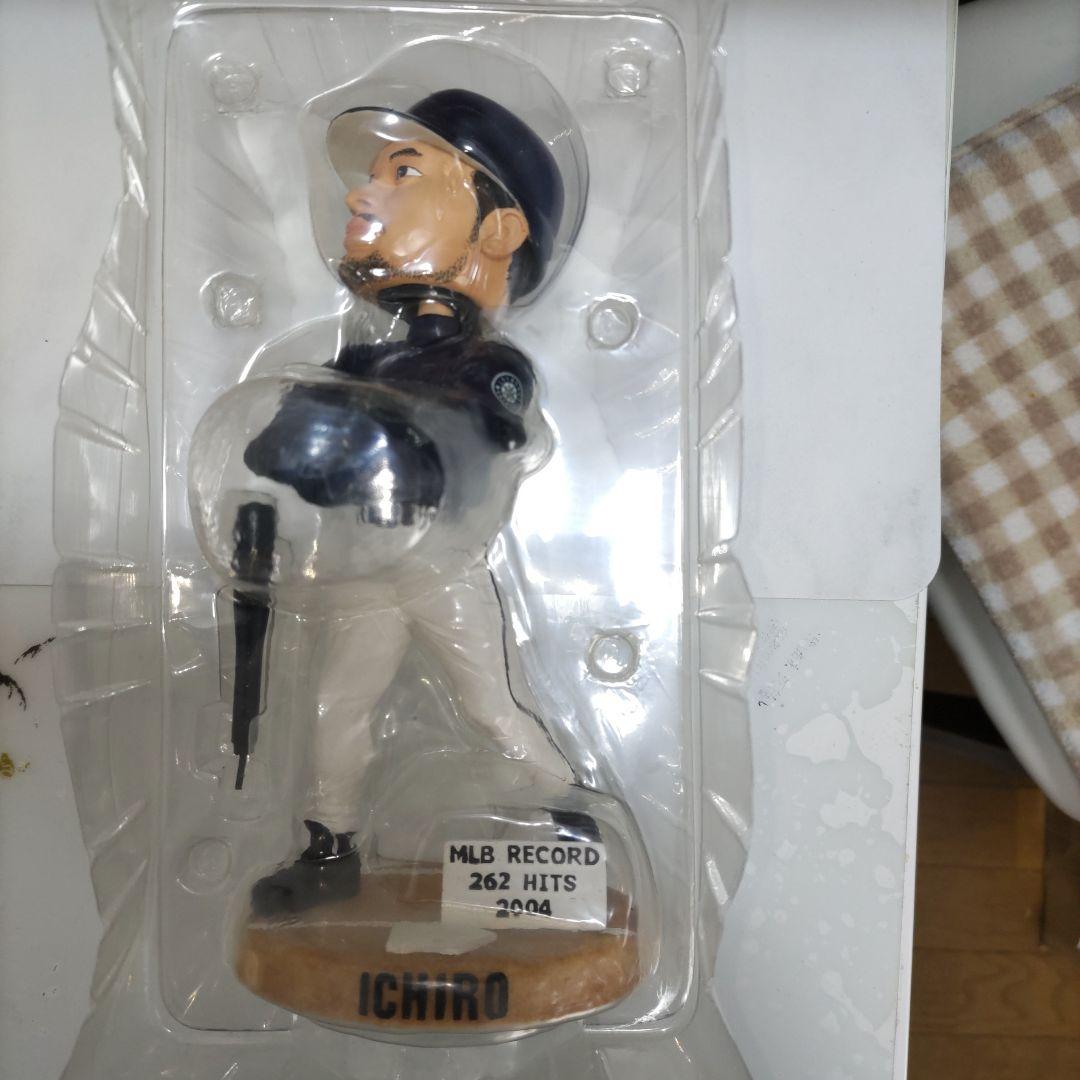 MLB RECORD
262 HITS
2004
ICHIRO